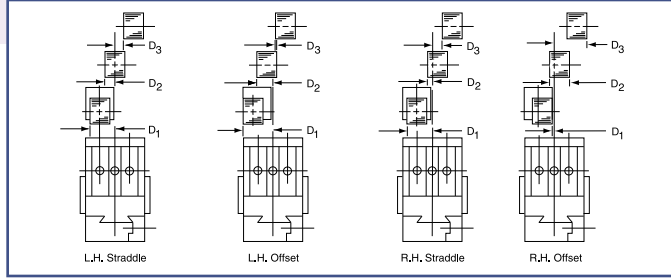 D3 D3 D3 D3
D2 D2 D2 D2
D1 D1 D1 D1
L.H. Straddle L.H. Offset R.H. Straddle R.H. Offset